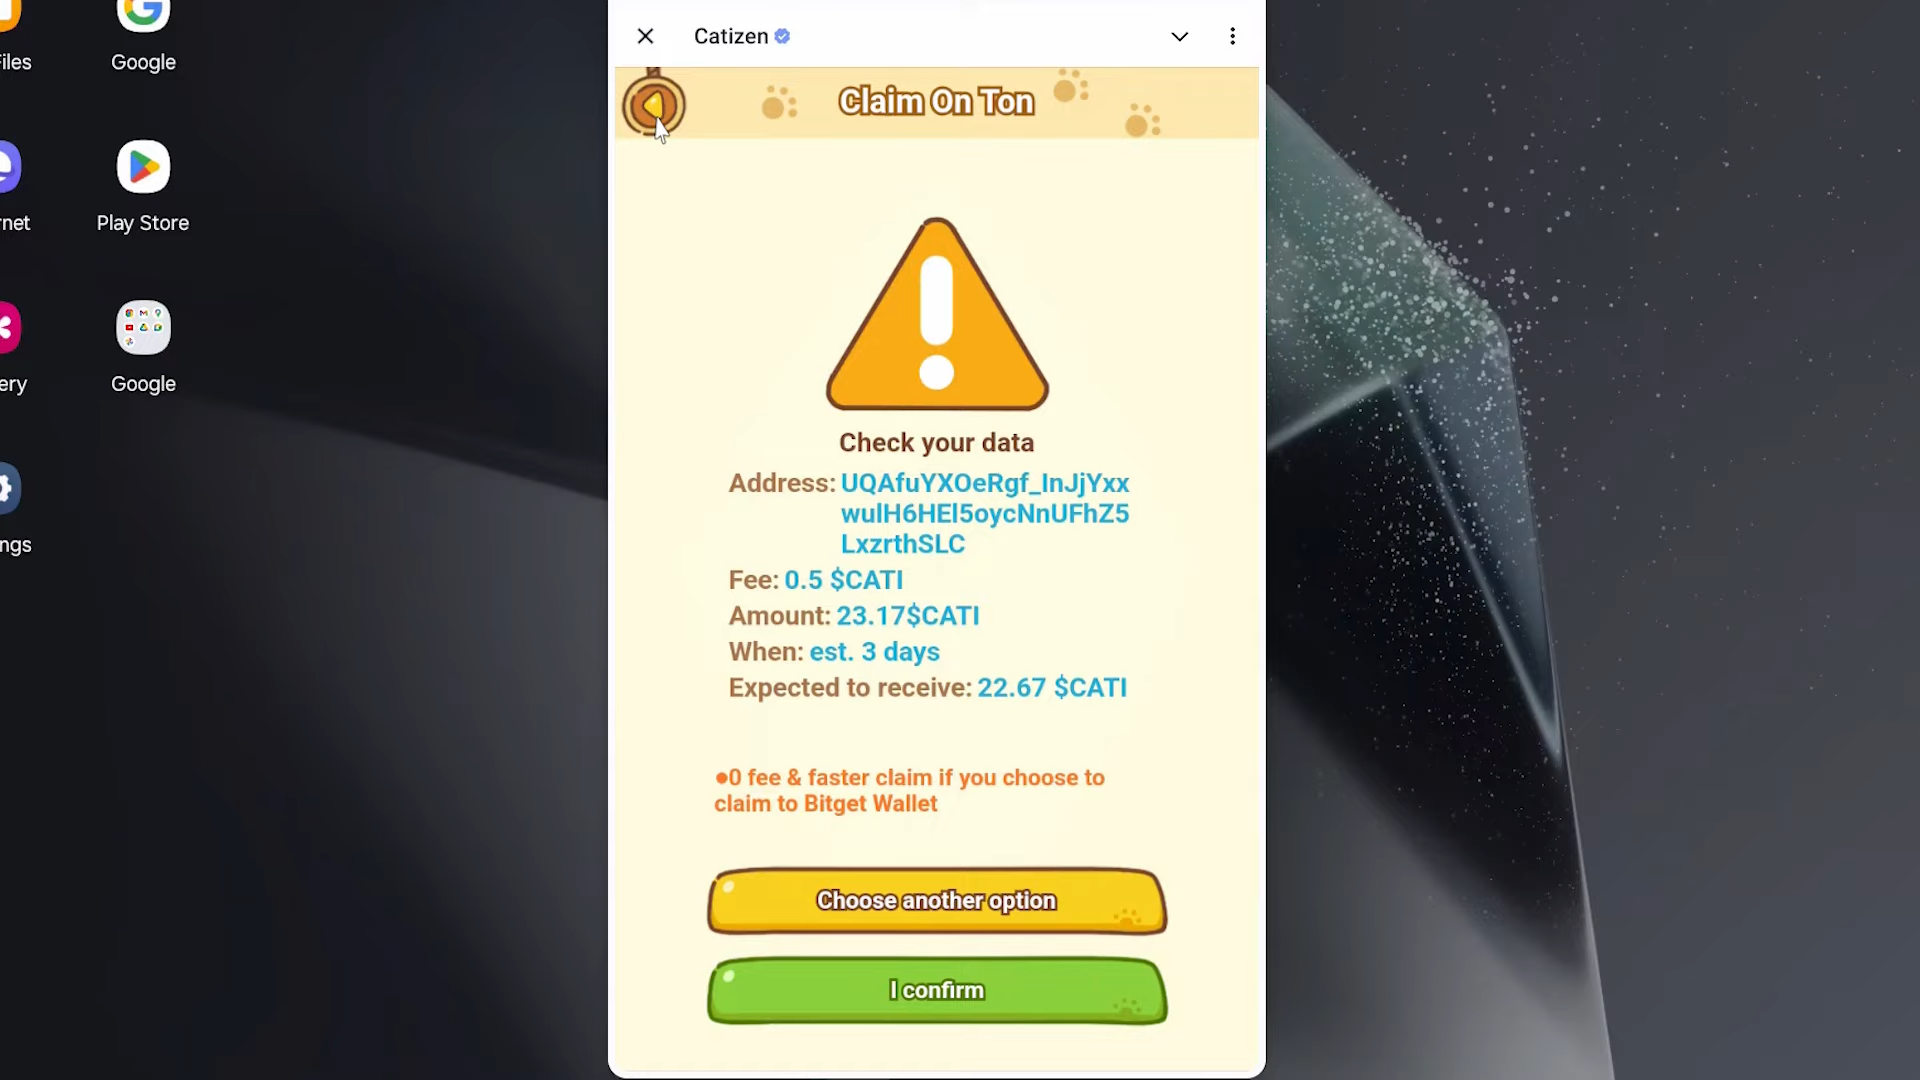 Catizen
Claim On Ton
iles
Google
rnet
Play Store
ery
Google
ngs
Check your data
Address: UQAfuYXOeRgf_InJjYxx
wulH6HEl5oycNnUFhZ5
LxzrthSLC
Fee: 0.5 $CATI
Amount: 23.17$CATI
When: est. 3 days
Expected to receive: 22.67 $CATI
●0 fee & faster claim if you choose to
claim to Bitget Wallet
Choose another option
I confirm